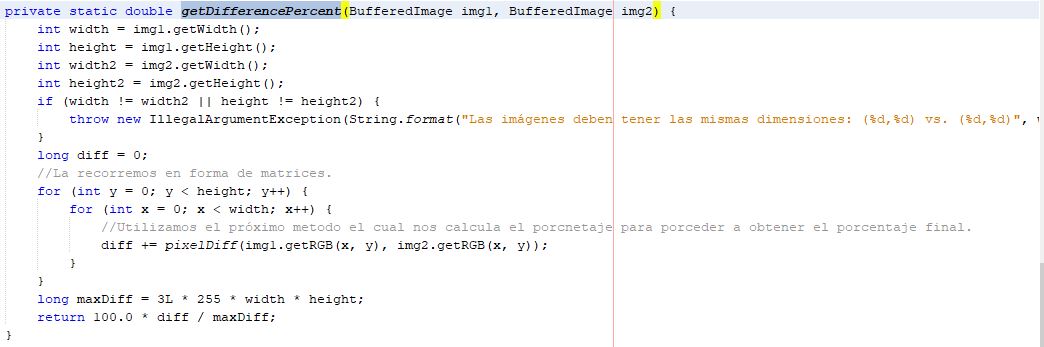 private static double getDifferencePercent(BufferedImage img1, BufferedImage img2) {
    int width = img1.getWidth();
    int height = img1.getHeight();
    int width2 = img2.getWidth();
    int height2 = img2.getHeight();
    if (width != width2 || height != height2) {
        throw new IllegalArgumentException(String.format("Las imágenes deben tener las mismas dimensiones: (%d,%d) vs. (%d,%d)",
    }
    long diff = 0;
    //La recorremos en forma de matrices.
    for (int y = 0; y < height; y++) {
        for (int x = 0; x < width; x++) {
            //Utilizamos el próximo metodo el cual nos calcula el porcnetaje para porceder a obtener el porcentaje final.
            diff += pixelDiff(img1.getRGB(x, y), img2.getRGB(x, y));
        }
    }
    long maxDiff = 3L * 255 * width * height;
    return 100.0 * diff / maxDiff;
}